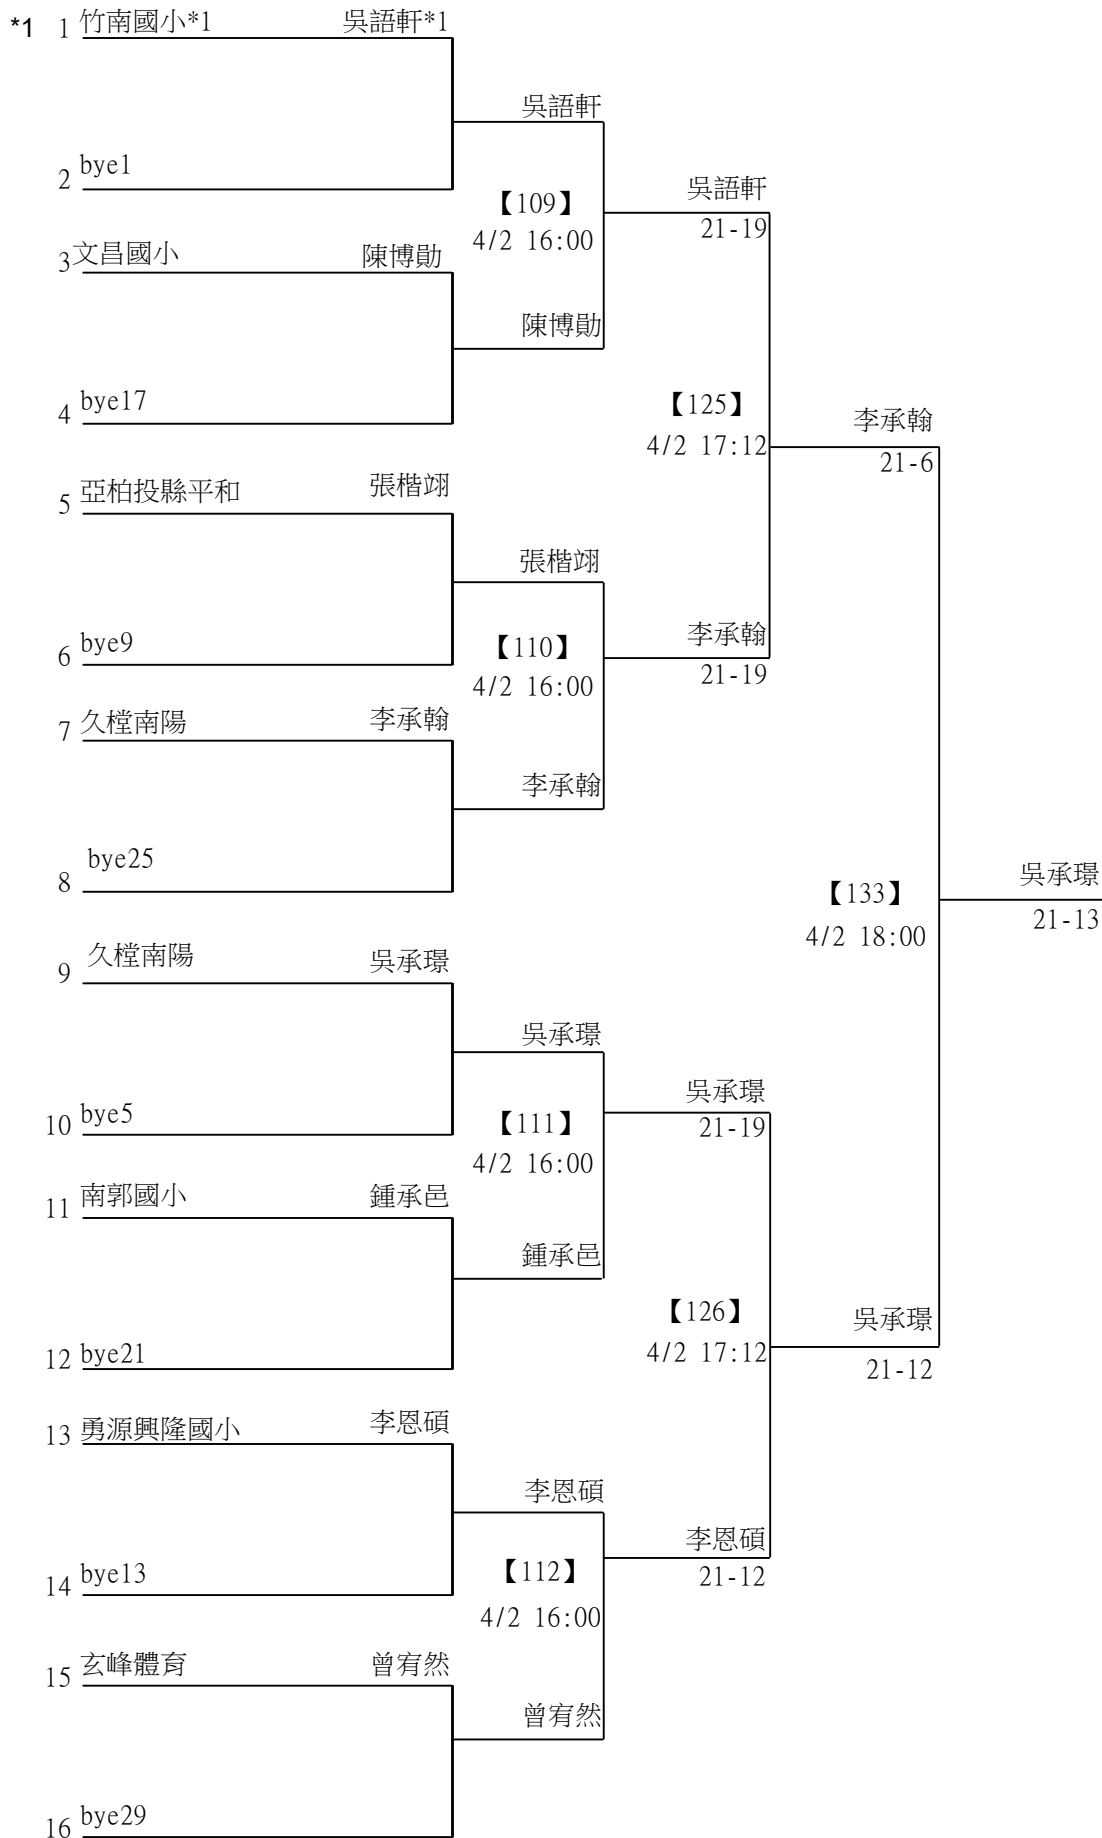 *1 1 竹南國小*1 吳語軒*1
吳語軒
2 bye1
【109】
4/2 16:00
吳語軒
21-19
3 文昌國小 陳博勛
陳博勛
4 bye17
【125】
4/2 17:12
李承翰
21-6
5 亞柏投縣平和 張楷翊
張楷翊
6 bye9
【110】
4/2 16:00
李承翰
21-19
7 久樘南陽 李承翰
李承翰
8 bye25
【133】
4/2 18:00
吳承璟
21-13
9 久樘南陽 吳承璟
吳承璟
10 bye5
【111】
4/2 16:00
吳承璟
21-19
11 南郭國小 鍾承邑
鍾承邑
12 bye21
【126】
4/2 17:12
吳承璟
21-12
13 勇源興隆國小 李恩碩
李恩碩
14 bye13
【112】
4/2 16:00
李恩碩
21-12
15 玄峰體育 曾宥然
曾宥然
16 bye29